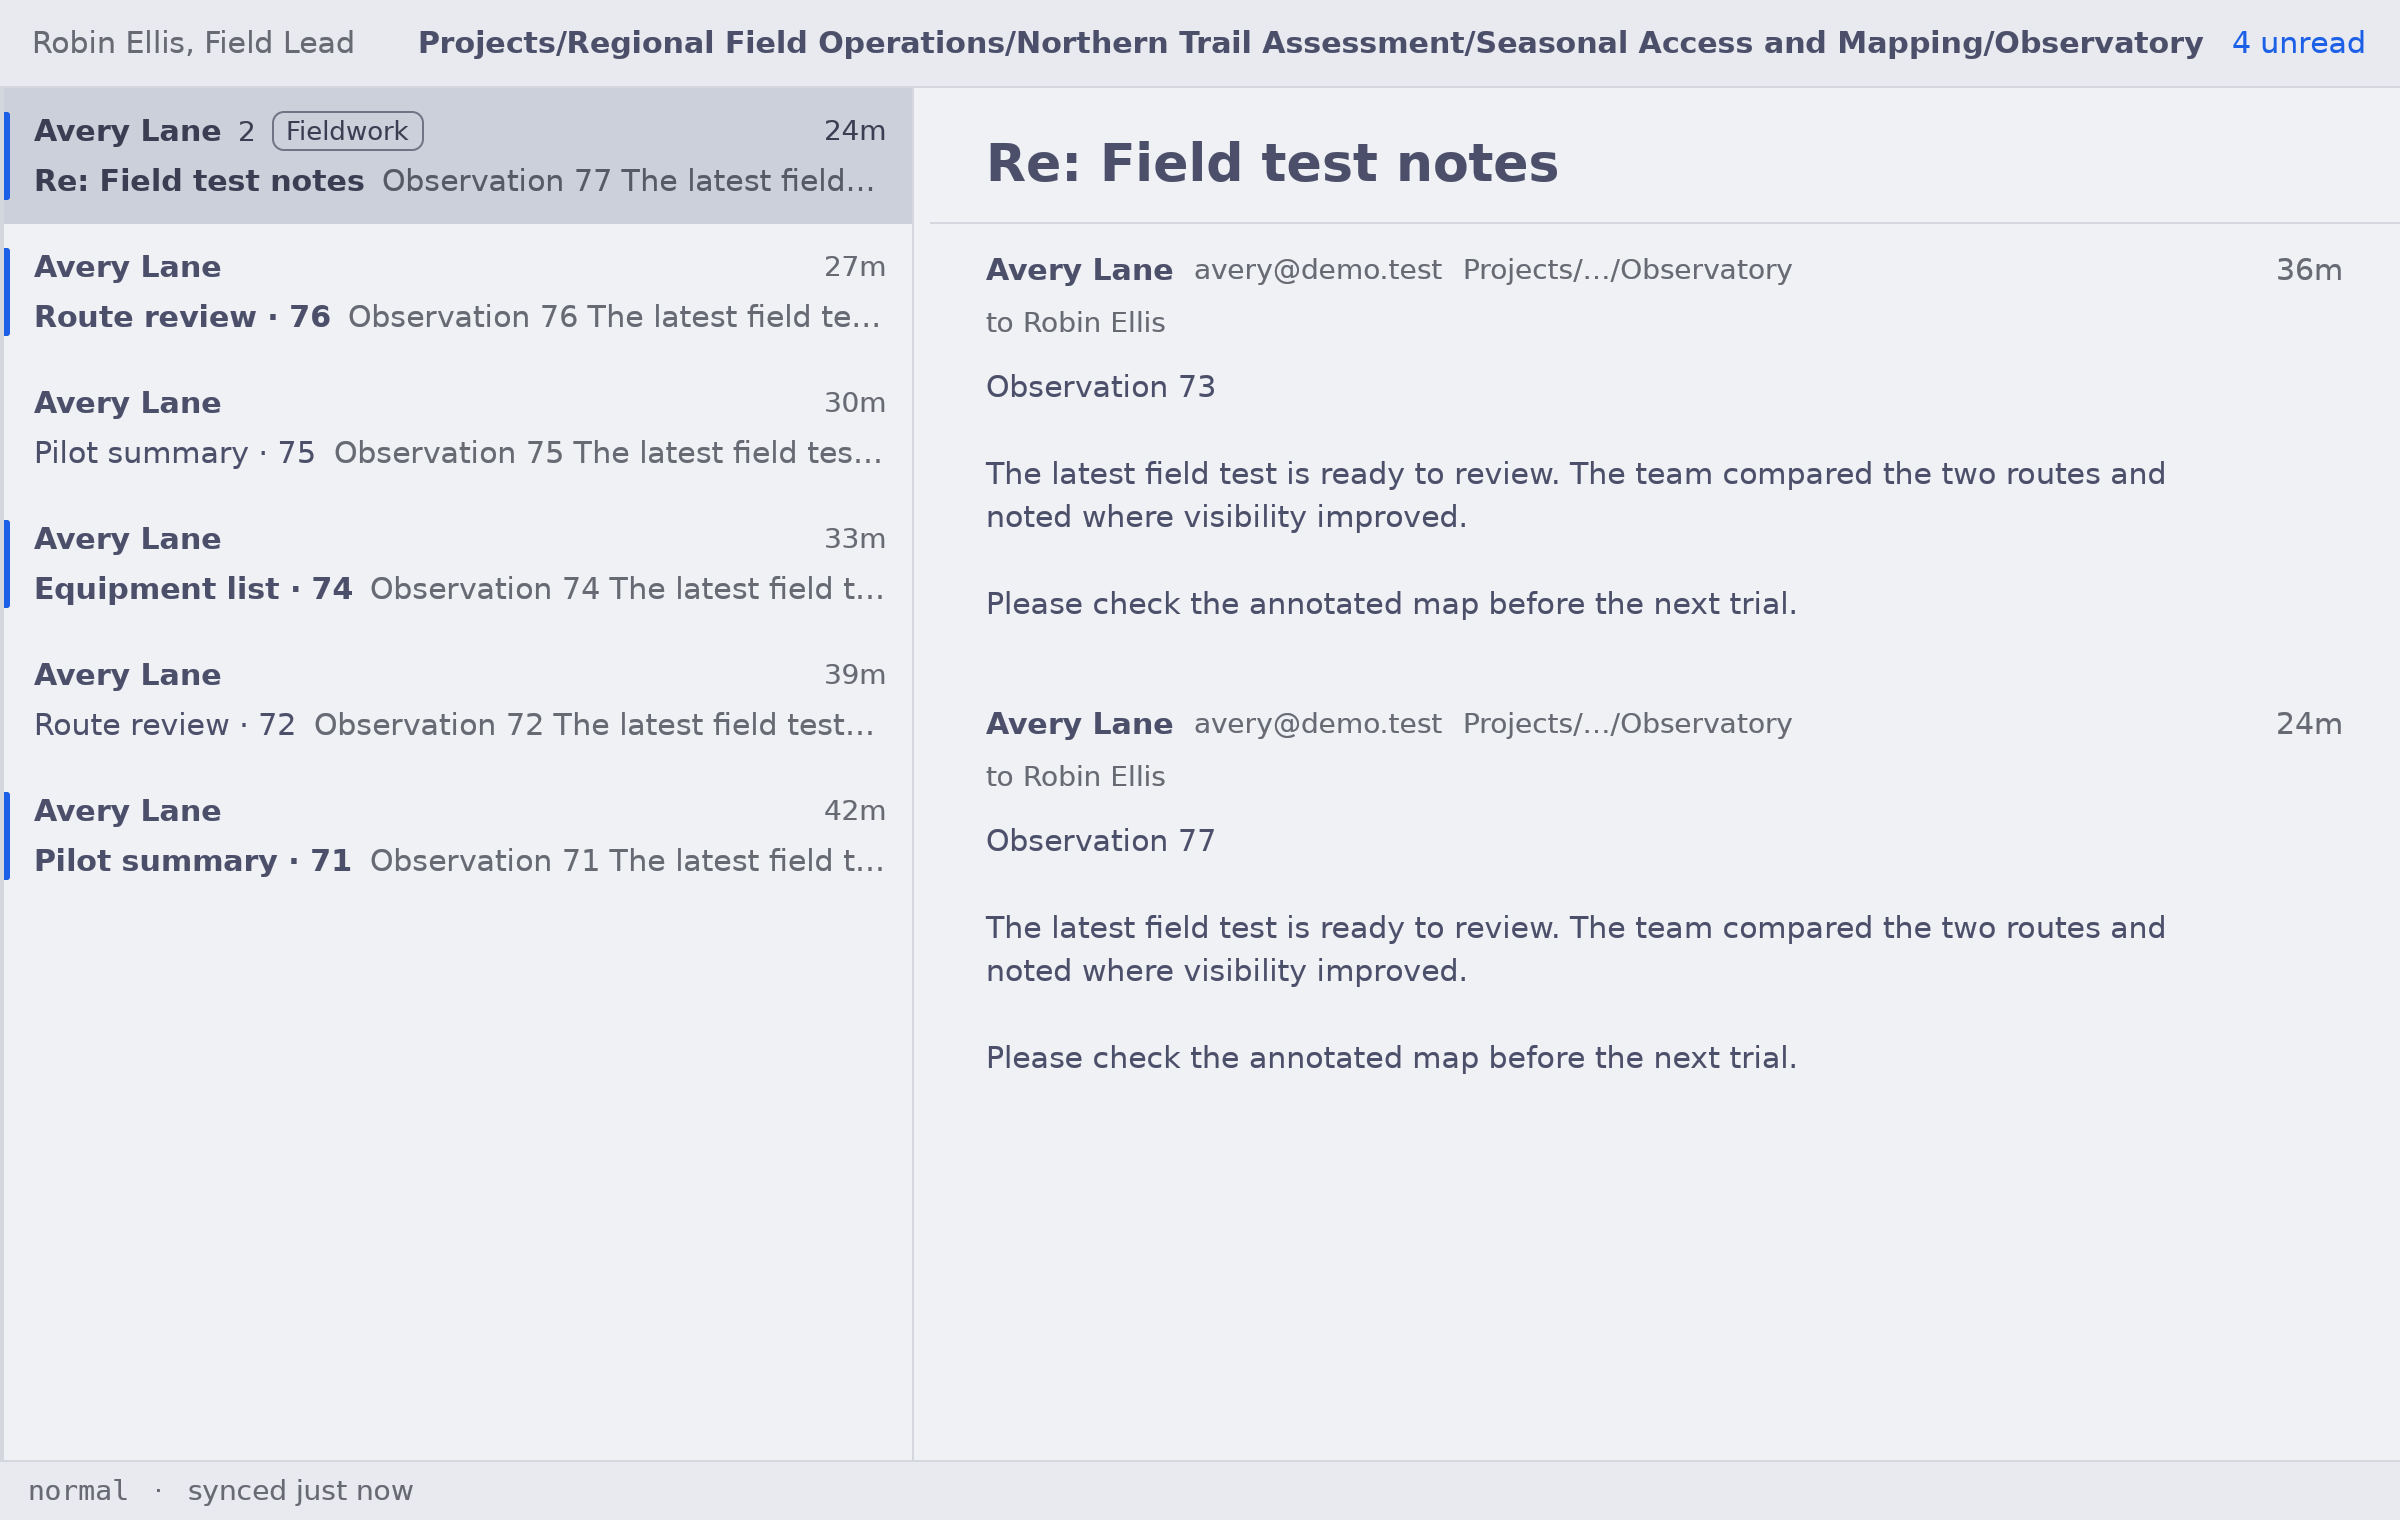 Robin Ellis, Field Lead Projects/Regional Field Operations/Northern Trail Assessment/Seasonal Access and Mapping/Observatory 4 unread
Avery Lane 2 Fieldwork 24m
Re: Field test notes Observation 77 The latest field…
Avery Lane 27m
Route review · 76 Observation 76 The latest field te…
Avery Lane 30m
Pilot summary · 75 Observation 75 The latest field tes…
Avery Lane 33m
Equipment list · 74 Observation 74 The latest field t…
Avery Lane 39m
Route review · 72 Observation 72 The latest field test…
Avery Lane 42m
Pilot summary · 71 Observation 71 The latest field t…
Re: Field test notes
Avery Lane avery@demo.test Projects/…/Observatory 36m
to Robin Ellis
Observation 73
The latest field test is ready to review. The team compared the two routes and
noted where visibility improved.
Please check the annotated map before the next trial.
Avery Lane avery@demo.test Projects/…/Observatory 24m
to Robin Ellis
Observation 77
The latest field test is ready to review. The team compared the two routes and
noted where visibility improved.
Please check the annotated map before the next trial.
normal · synced just now